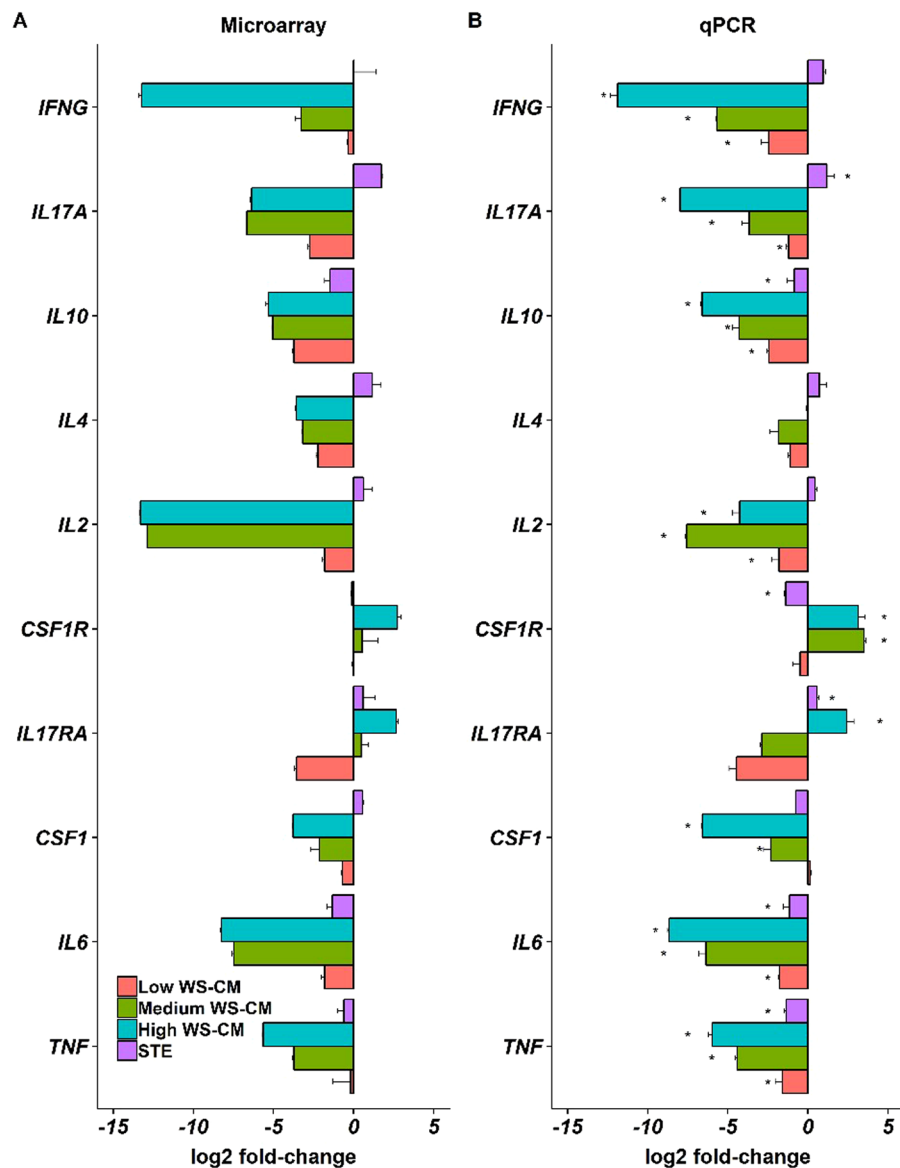 A
Microarray
IFNG
IL17A
IL10
IL4
IL2
CSF1R
IL17RA
CSF1
IL6
TNF
Low WS-CM
Medium WS-CM
High WS-CM
STE
-15 -10 -5 0 5
log2 fold-change
B
qPCR
IFNG
* * *
IL17A
* * * *
IL10
* * * *
IL4
IL2
* * *
CSF1R
* * *
IL17RA
* *
CSF1
* *
IL6
* * * *
TNF
* * * *
-15 -10 -5 0 5
log2 fold-change